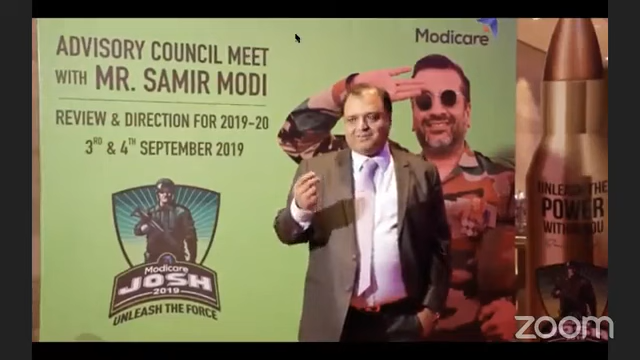 Modicare
ADVISORY COUNCIL MEET
WITH MR. SAMIR MODI
REVIEW & DIRECTION FOR 2019-20
3RD & 4TH SEPTEMBER 2019
Modicare
JOSH
2019
UNLEASH THE FORCE
UNLEASH THE
POWER
WITHIN YOU
JOSH
zoom